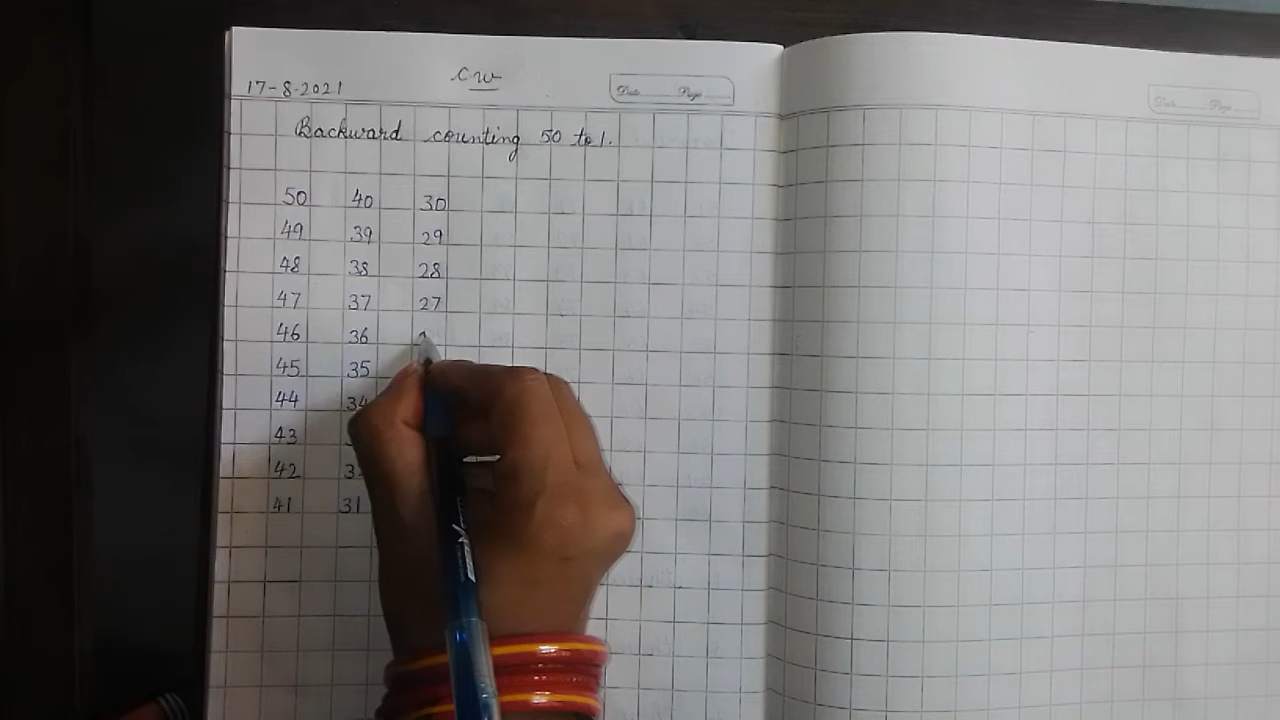 17-8-2021 cw Date Page Date Page
Backward counting 50 to 1.
50 40 30
49 39 29
48 38 28
47 37 27
46 36
45 35
44 34
43
42
41 31